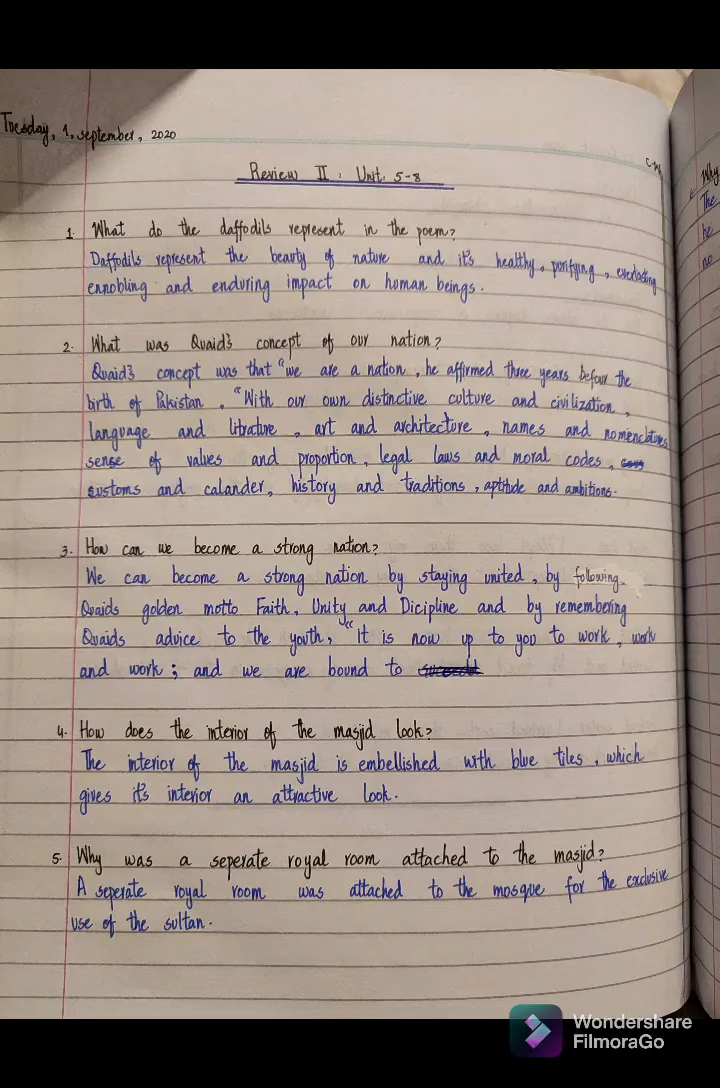 Tuesday, 1, september, 2020
C-W
Review II : Unit. 5-8
1. What do the daffodils represent in the poem?
Daffodils represent the beauty of nature and it's healthy, purifying, everlasting
ennobling and enduring impact on human beings.
2. What was Quaid's concept of our nation?
Quaid's concept was that "we are a nation, he affirmed three years befour the
birth of Pakistan. "With our own distinctive culture and civilization,
language and litrature, art and architecture, names and nomenclatures
sense of values and proportion, legal laws and moral codes,
customs and calander, history and traditions, aptitude and ambitions.
3. How can we become a strong nation?
We can become a strong nation by staying united, by following
Quaids golden motto Faith, Unity and Dicipline and by remembering
Quaids advice to the youth, "it is now up to you to work, work
and work; and we are bound to
4. How does the interior of the masjid look?
The interior of the masjid is embellished with blue tiles, which
gives it's interior an attractive look.
5. Why was a seperate royal room attached to the masjid?
A seperate royal room was attached to the mosque for the exclusive
use of the sultan.
Why
The
he
no
Wondershare
FilmoraGo